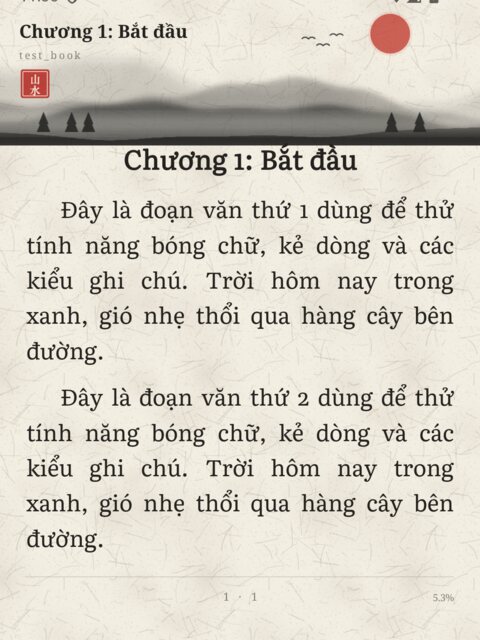 Chương 1: Bắt đầu
test_book
山
水
Chương 1: Bắt đầu
Đây là đoạn văn thứ 1 dùng để thử
tính năng bóng chữ, kẻ dòng và các
kiểu ghi chú. Trời hôm nay trong
xanh, gió nhẹ thổi qua hàng cây bên
đường.
Đây là đoạn văn thứ 2 dùng để thử
tính năng bóng chữ, kẻ dòng và các
kiểu ghi chú. Trời hôm nay trong
xanh, gió nhẹ thổi qua hàng cây bên
đường.
1 · 1
5.3%